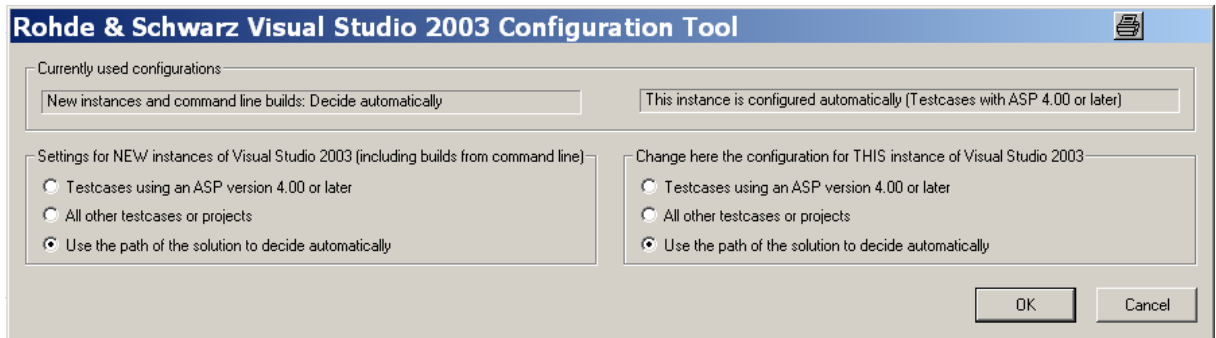 Rohde & Schwarz Visual Studio 2003 Configuration Tool
Currently used configurations
New instances and command line builds: Decide automatically
This instance is configured automatically (Testcases with ASP 4.00 or later)
Settings for NEW instances of Visual Studio 2003 (including builds from command line)
Testcases using an ASP version 4.00 or later
All other testcases or projects
Use the path of the solution to decide automatically
Change here the configuration for THIS instance of Visual Studio 2003
Testcases using an ASP version 4.00 or later
All other testcases or projects
Use the path of the solution to decide automatically
OK
Cancel